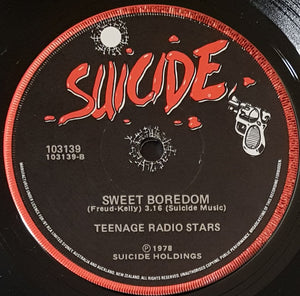 SUICIDE
103139
103139-B
SWEET BOREDOM
(Freud-Kelly) 3.16 (Suicide Music)
TEENAGE RADIO STARS
Ⓟ 1978
SUICIDE HOLDINGS